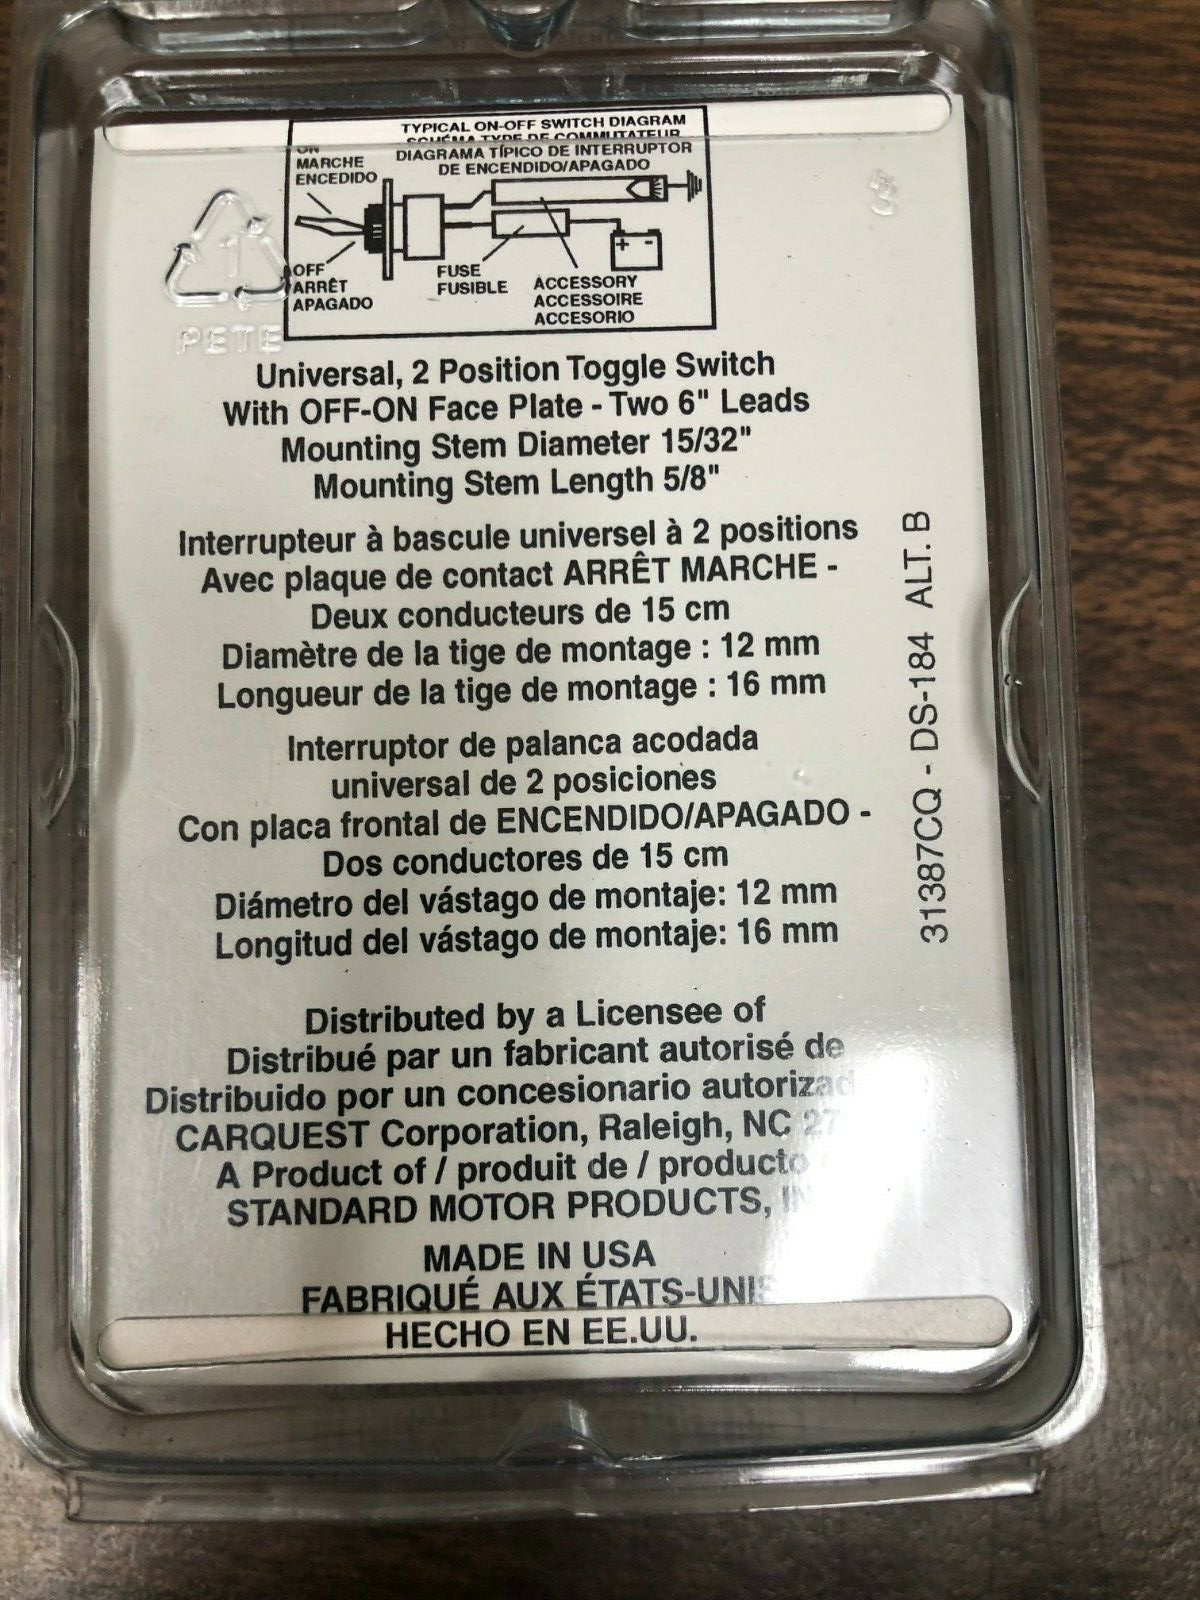 TYPICAL ON-OFF SWITCH DIAGRAM
SCHÉMA TYPE DE COMMUTATEUR
DIAGRAMA TÍPICO DE INTERRUPTOR
DE ENCENDIDO/APAGADO
ON
MARCHE
ENCEDIDO
OFF
ARRÊT
APAGADO
FUSE
FUSIBLE
ACCESSORY
ACCESSOIRE
ACCESORIO
+ -
1
PETE
Universal, 2 Position Toggle Switch
With OFF-ON Face Plate - Two 6" Leads
Mounting Stem Diameter 15/32"
Mounting Stem Length 5/8"
Interrupteur à bascule universel à 2 positions
Avec plaque de contact ARRÊT MARCHE -
Deux conducteurs de 15 cm
Diamètre de la tige de montage : 12 mm
Longueur de la tige de montage : 16 mm
Interruptor de palanca acodada
universal de 2 posiciones
Con placa frontal de ENCENDIDO/APAGADO -
Dos conductores de 15 cm
Diámetro del vástago de montaje: 12 mm
Longitud del vástago de montaje: 16 mm
31387CQ - DS-184 ALT. B
Distributed by a Licensee of
Distribué par un fabricant autorisé de
Distribuido por un concesionario
CARQUEST Corporation, Raleigh, NC
A Product of / produit de / producto
STANDARD MOTOR PRODUCTS,
MADE IN USA
FABRIQUÉ AUX ÉTATS-UNIS
HECHO EN EE.UU.